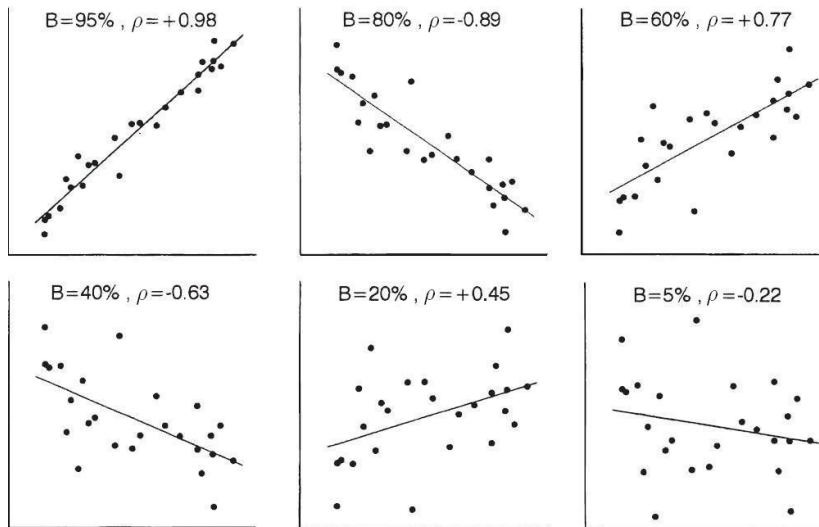 B=95% , ρ=+0.98
B=80% , ρ=-0.89
B=60% , ρ=+0.77
B=40% , ρ=-0.63
B=20% , ρ=+0.45
B=5% , ρ=-0.22